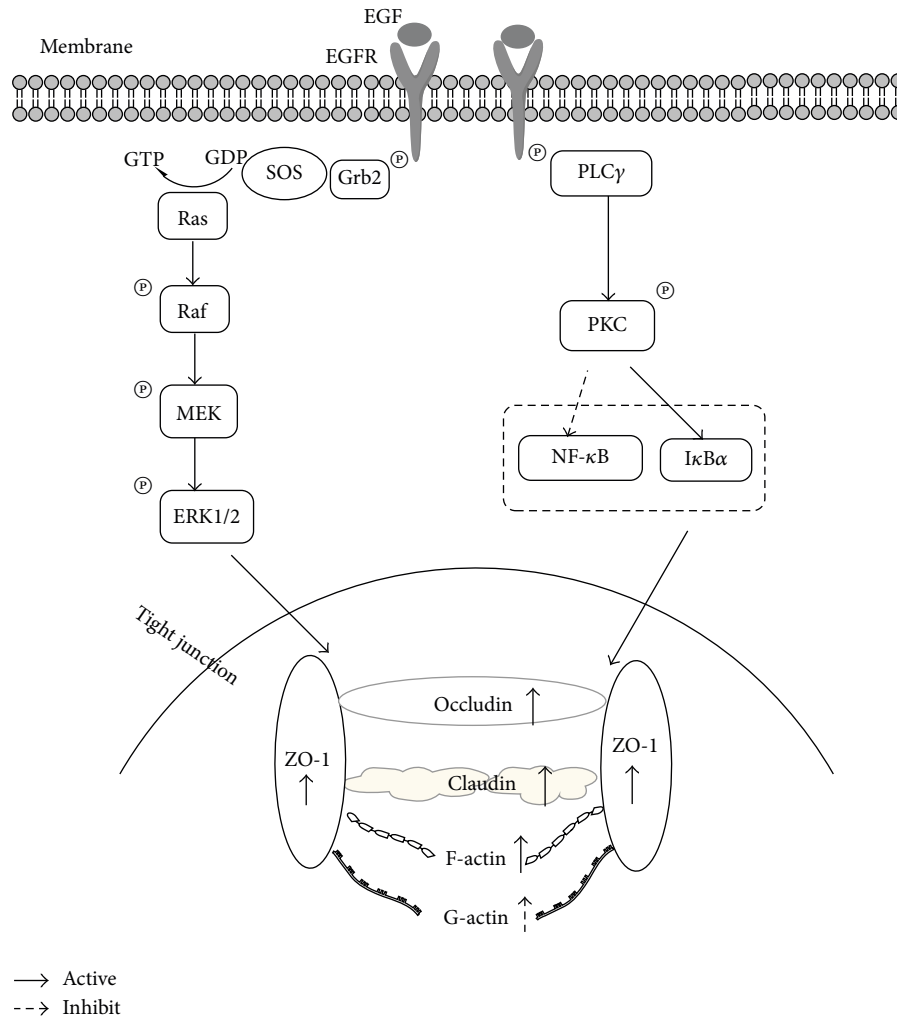 EGF
Membrane
EGFR
GTP
GDP
SOS
Grb2
P
P
PLCγ
Ras
P
Raf
P
PKC
P
MEK
NF-κB
IκBα
P
ERK1/2
Tight junction
Occludin
ZO-1
ZO-1
Claudin
F-actin
G-actin
Active
Inhibit